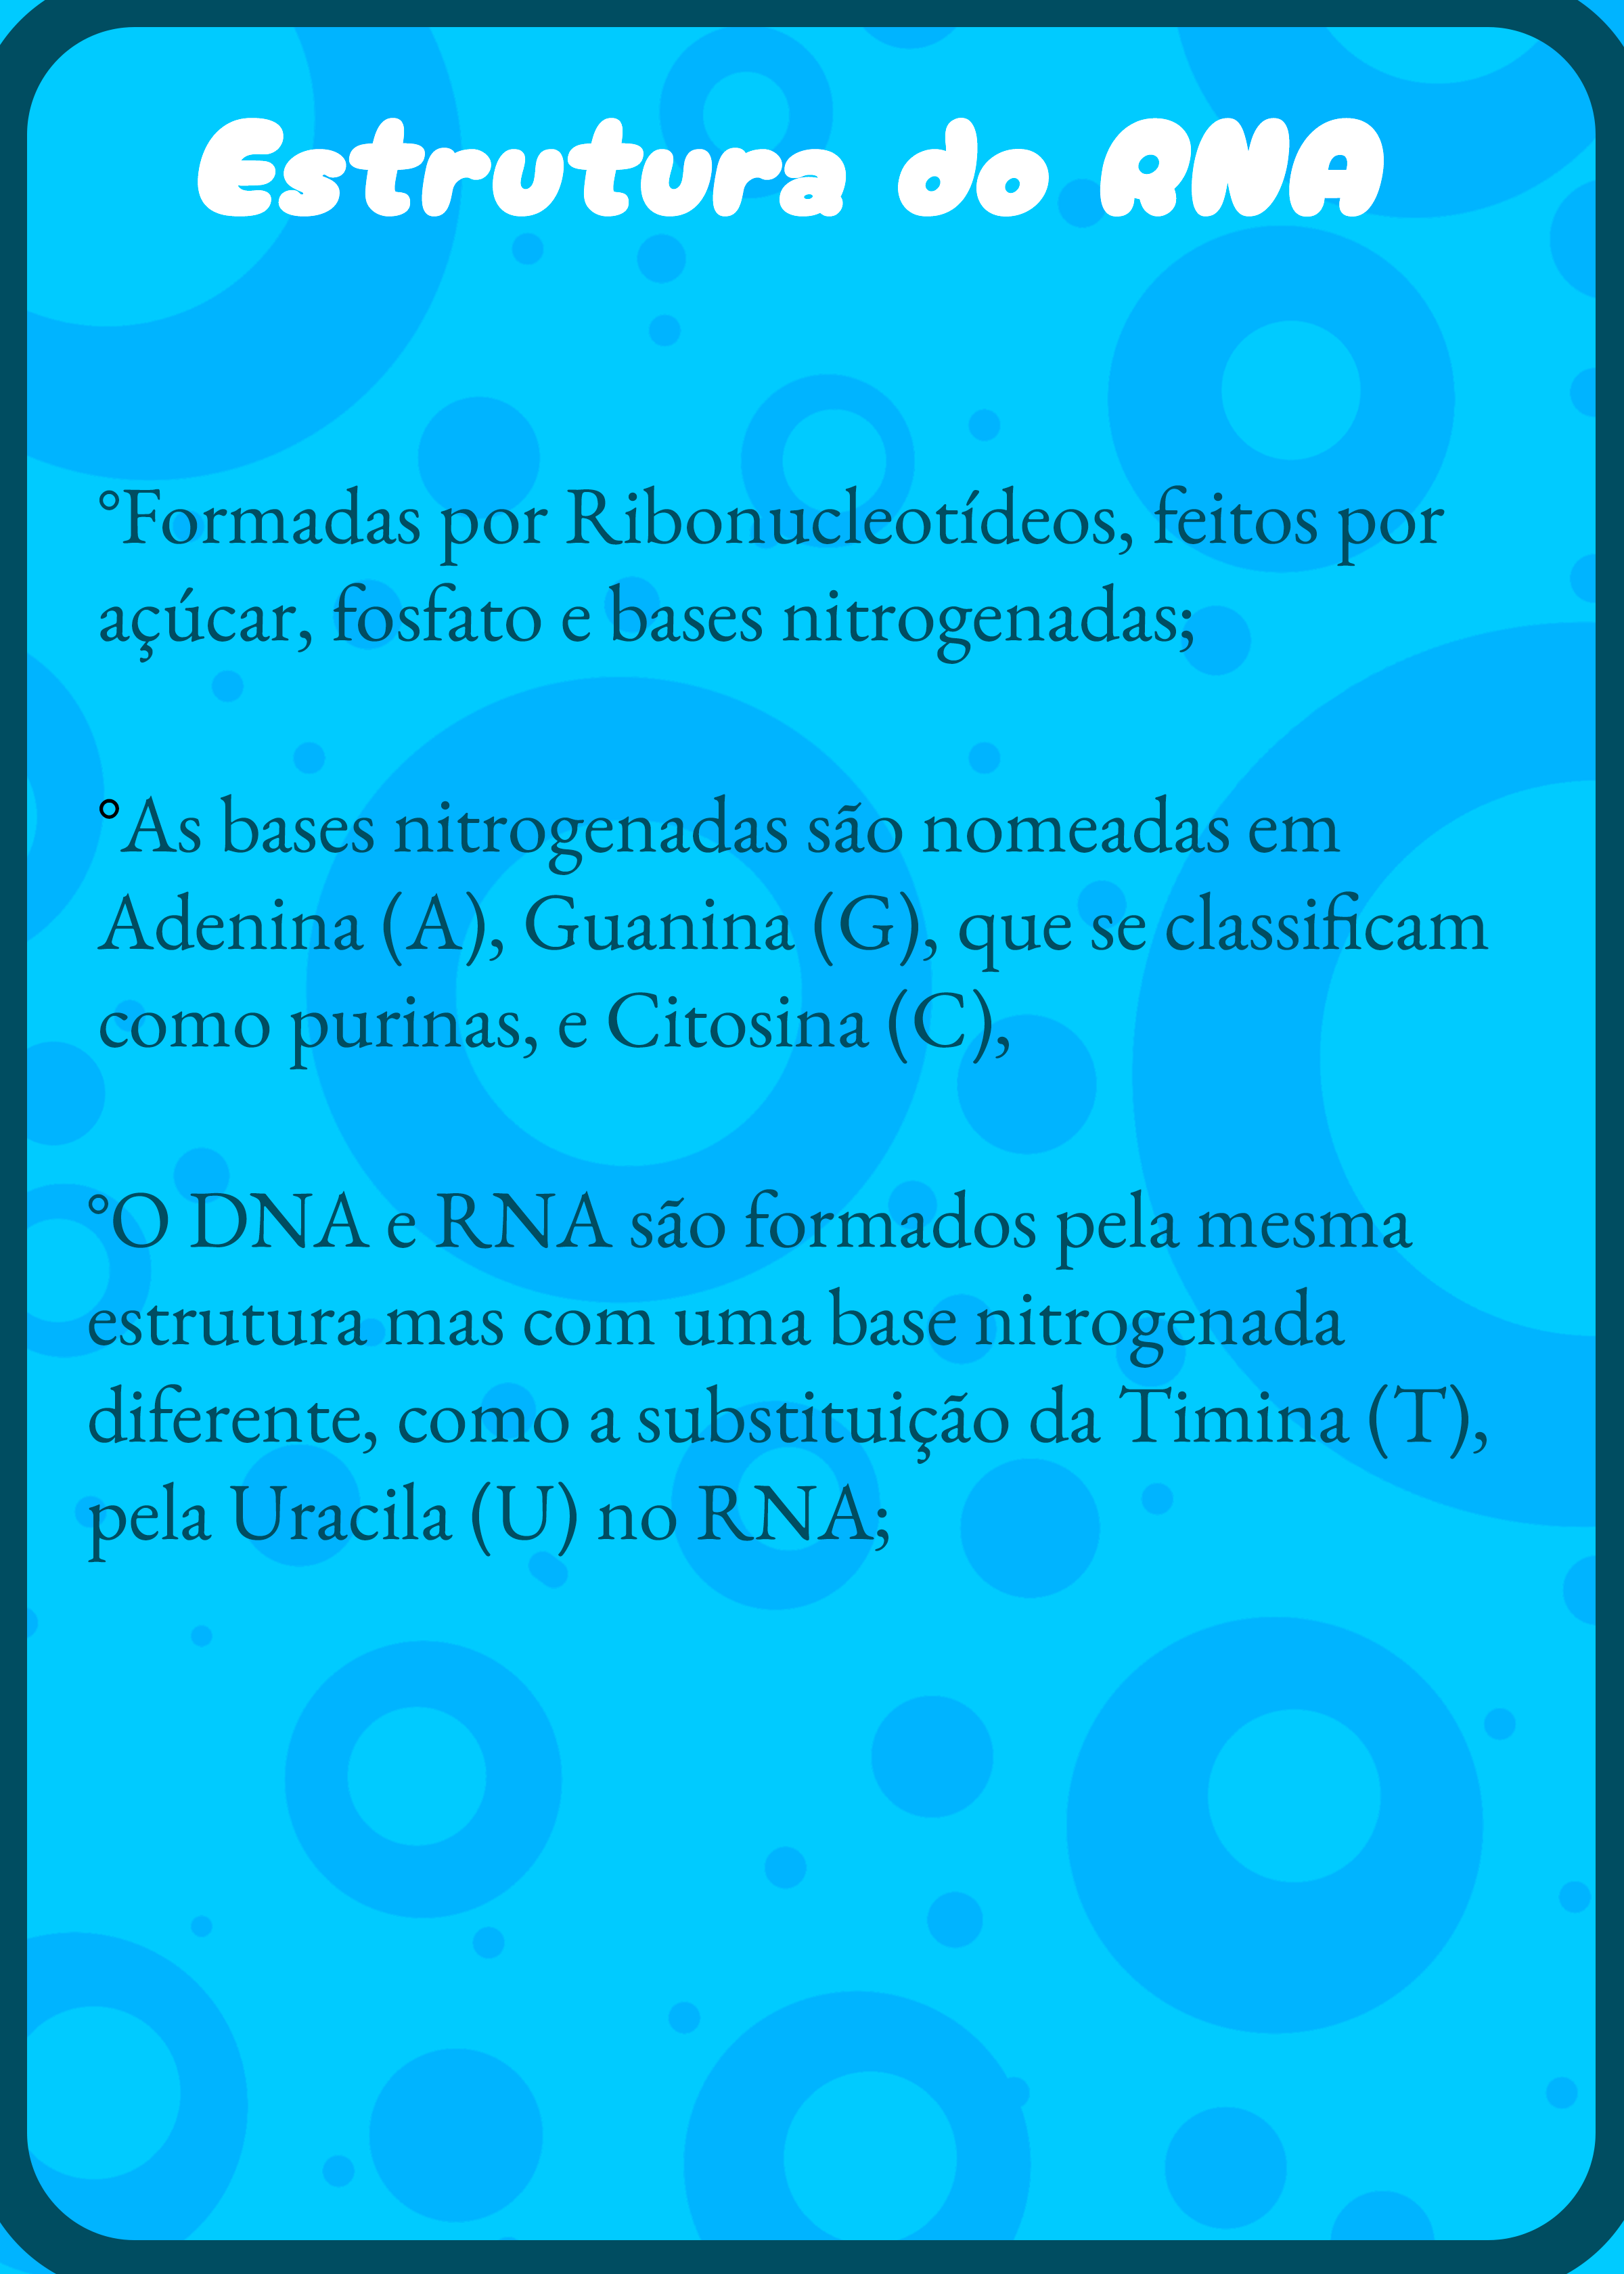 Estrutura do RNA
°Formadas por Ribonucleotídeos, feitos por
açúcar, fosfato e bases nitrogenadas;
°As bases nitrogenadas são nomeadas em
Adenina (A), Guanina (G), que se classificam
como purinas, e Citosina (C),
°O DNA e RNA são formados pela mesma
estrutura mas com uma base nitrogenada
diferente, como a substituição da Timina (T),
pela Uracila (U) no RNA;